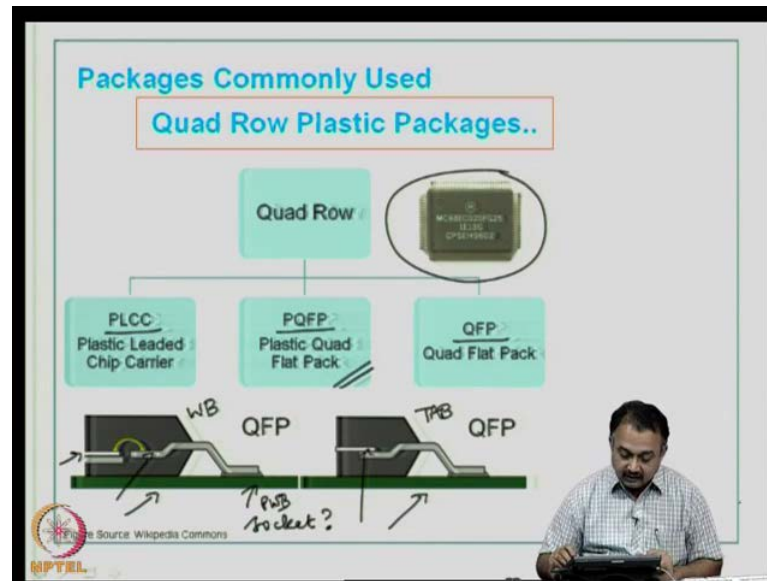 Packages Commonly Used
Quad Row Plastic Packages..
Quad Row
PLCC
Plastic Leaded
Chip Carrier
PQFP
Plastic Quad
Flat Pack
QFP
Quad Flat Pack
WB
QFP
TAB
QFP
PWB
Socket?
Source: Wikipedia Commons
NPTEL